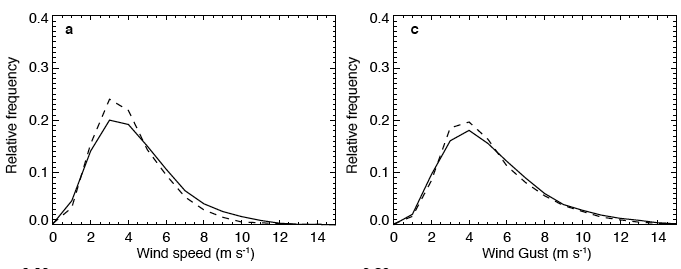 a
0.4
0.3
0.2
0.1
0.0
Relative frequency
0 2 4 6 8 10 12 14
Wind speed (m s-1)
c
0.4
0.3
0.2
0.1
0.0
Relative frequency
0 2 4 6 8 10 12 14
Wind Gust (m s-1)